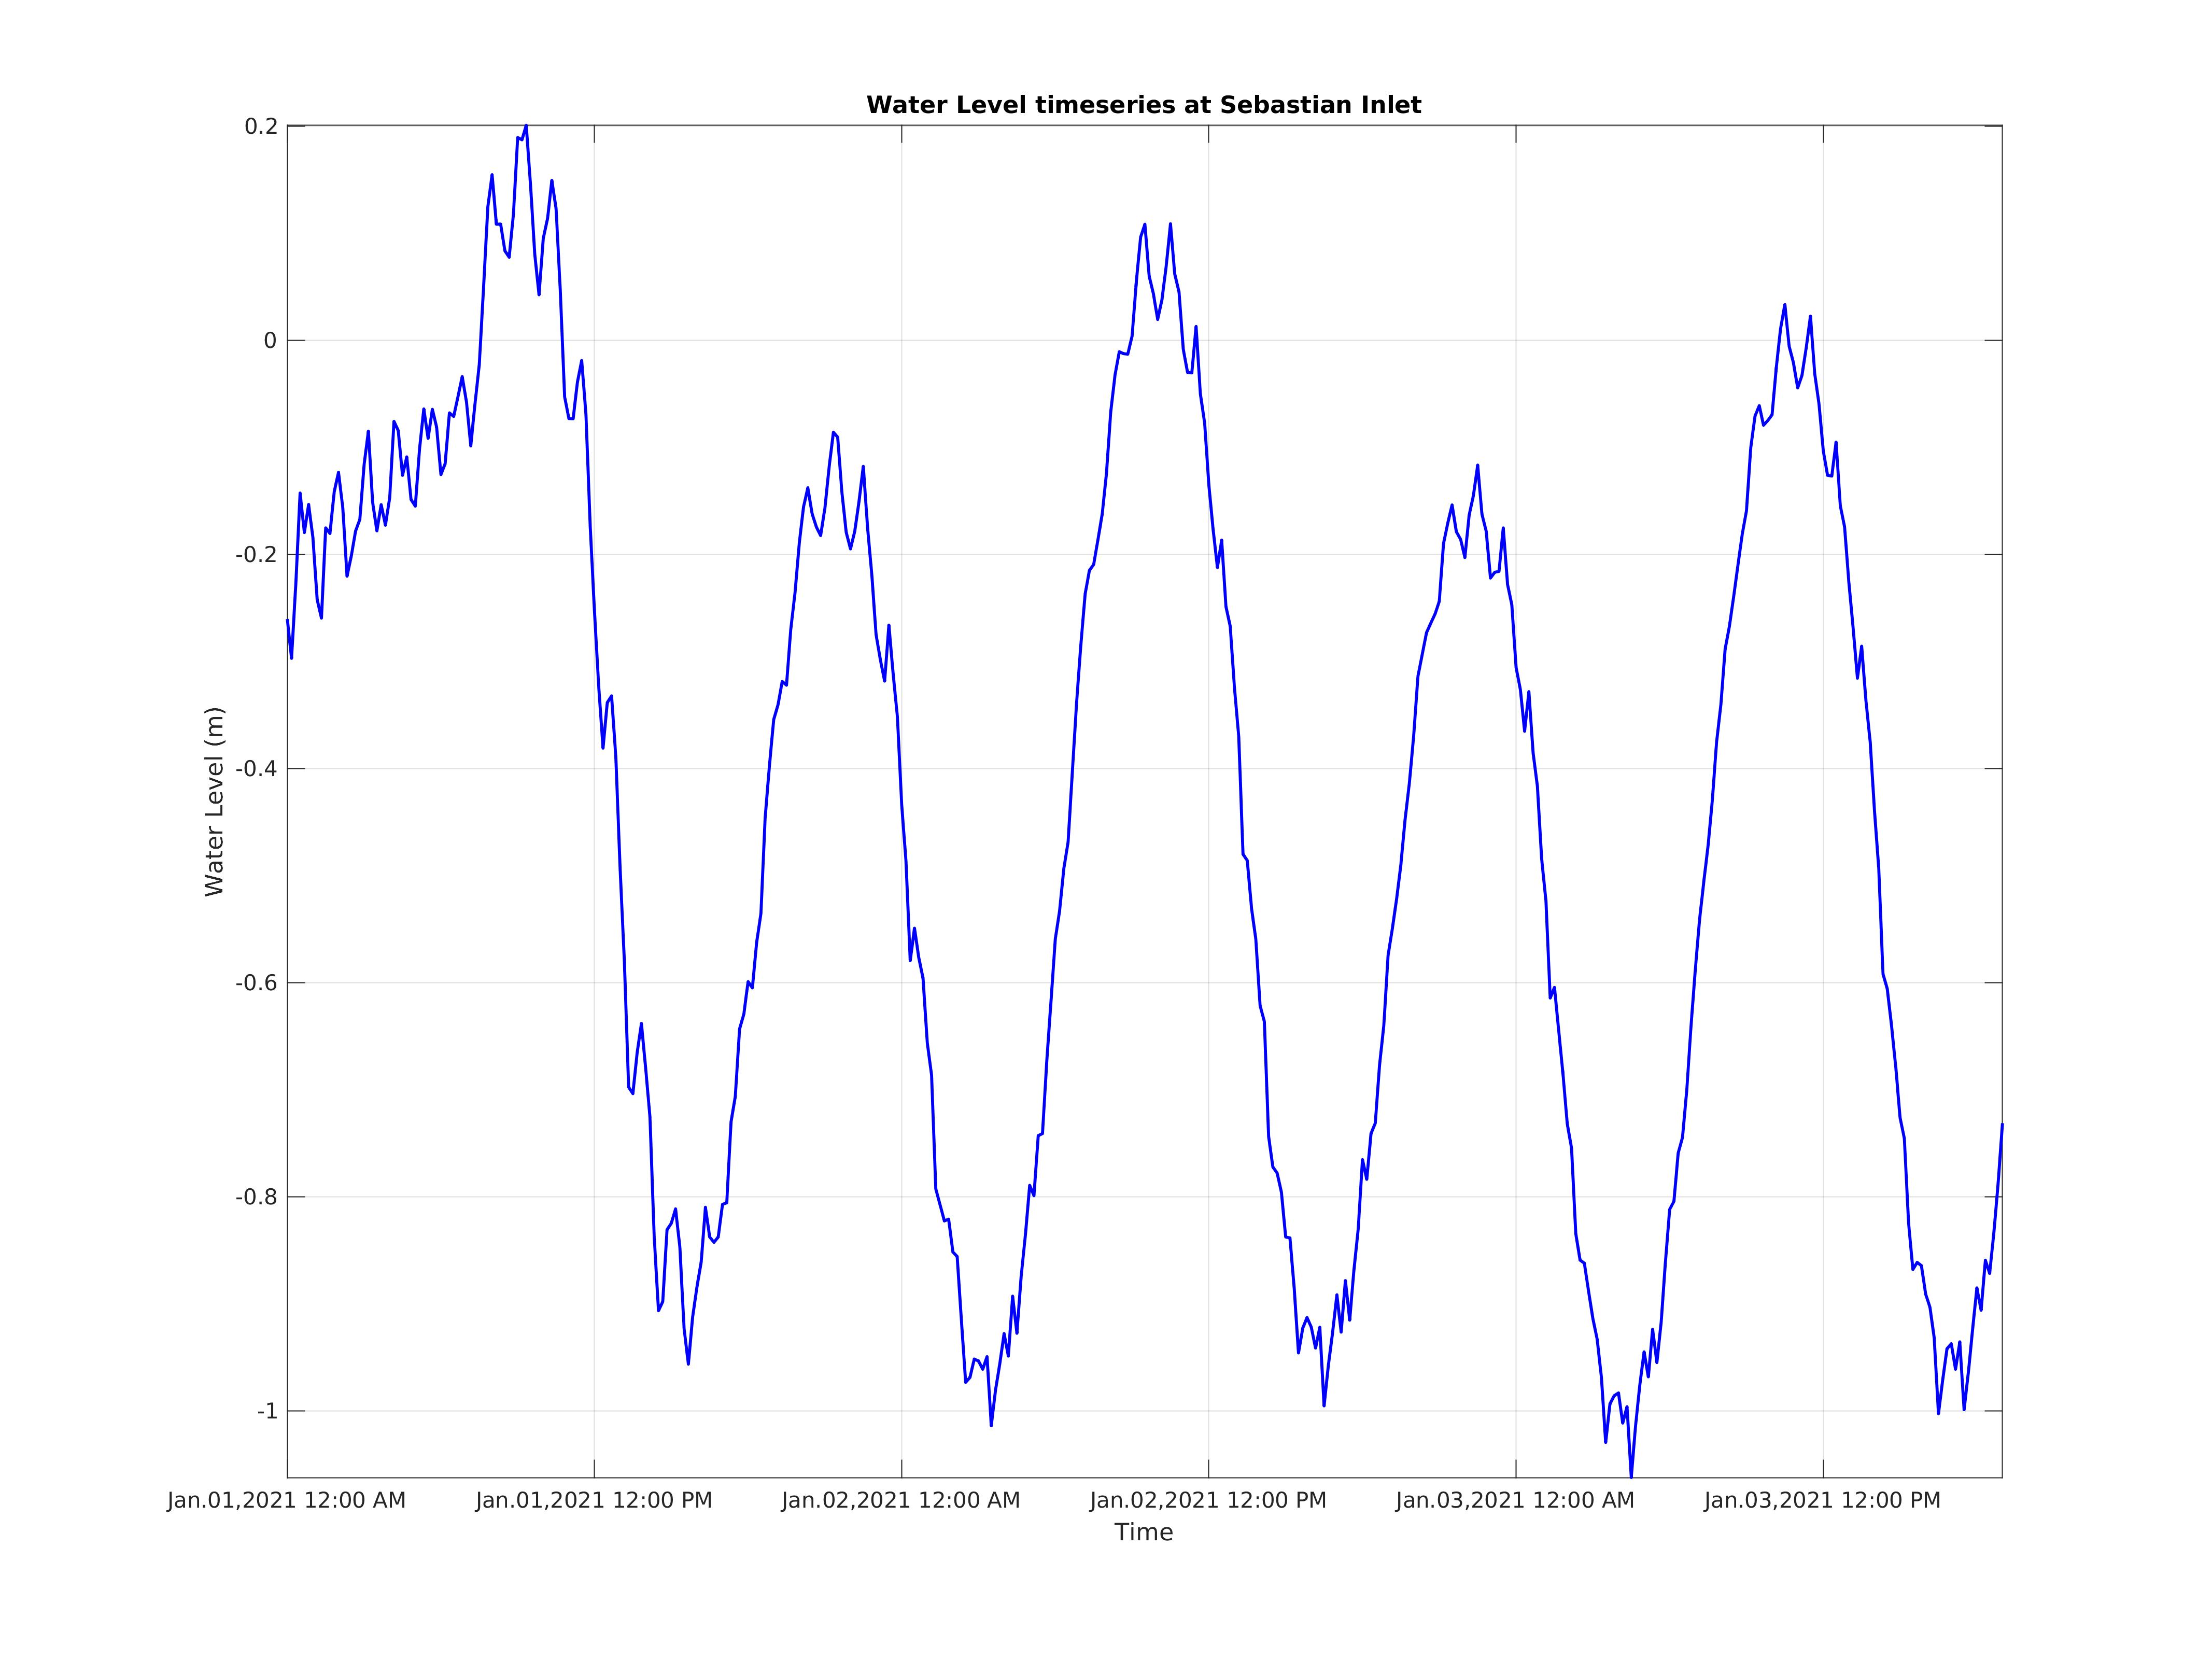 Water Level timeseries at Sebastian Inlet
0.2
0
-0.2
-0.4
-0.6
-0.8
-1
Water Level (m)
Jan.01,2021 12:00 AM
Jan.01,2021 12:00 PM
Jan.02,2021 12:00 AM
Jan.02,2021 12:00 PM
Jan.03,2021 12:00 AM
Jan.03,2021 12:00 PM
Time